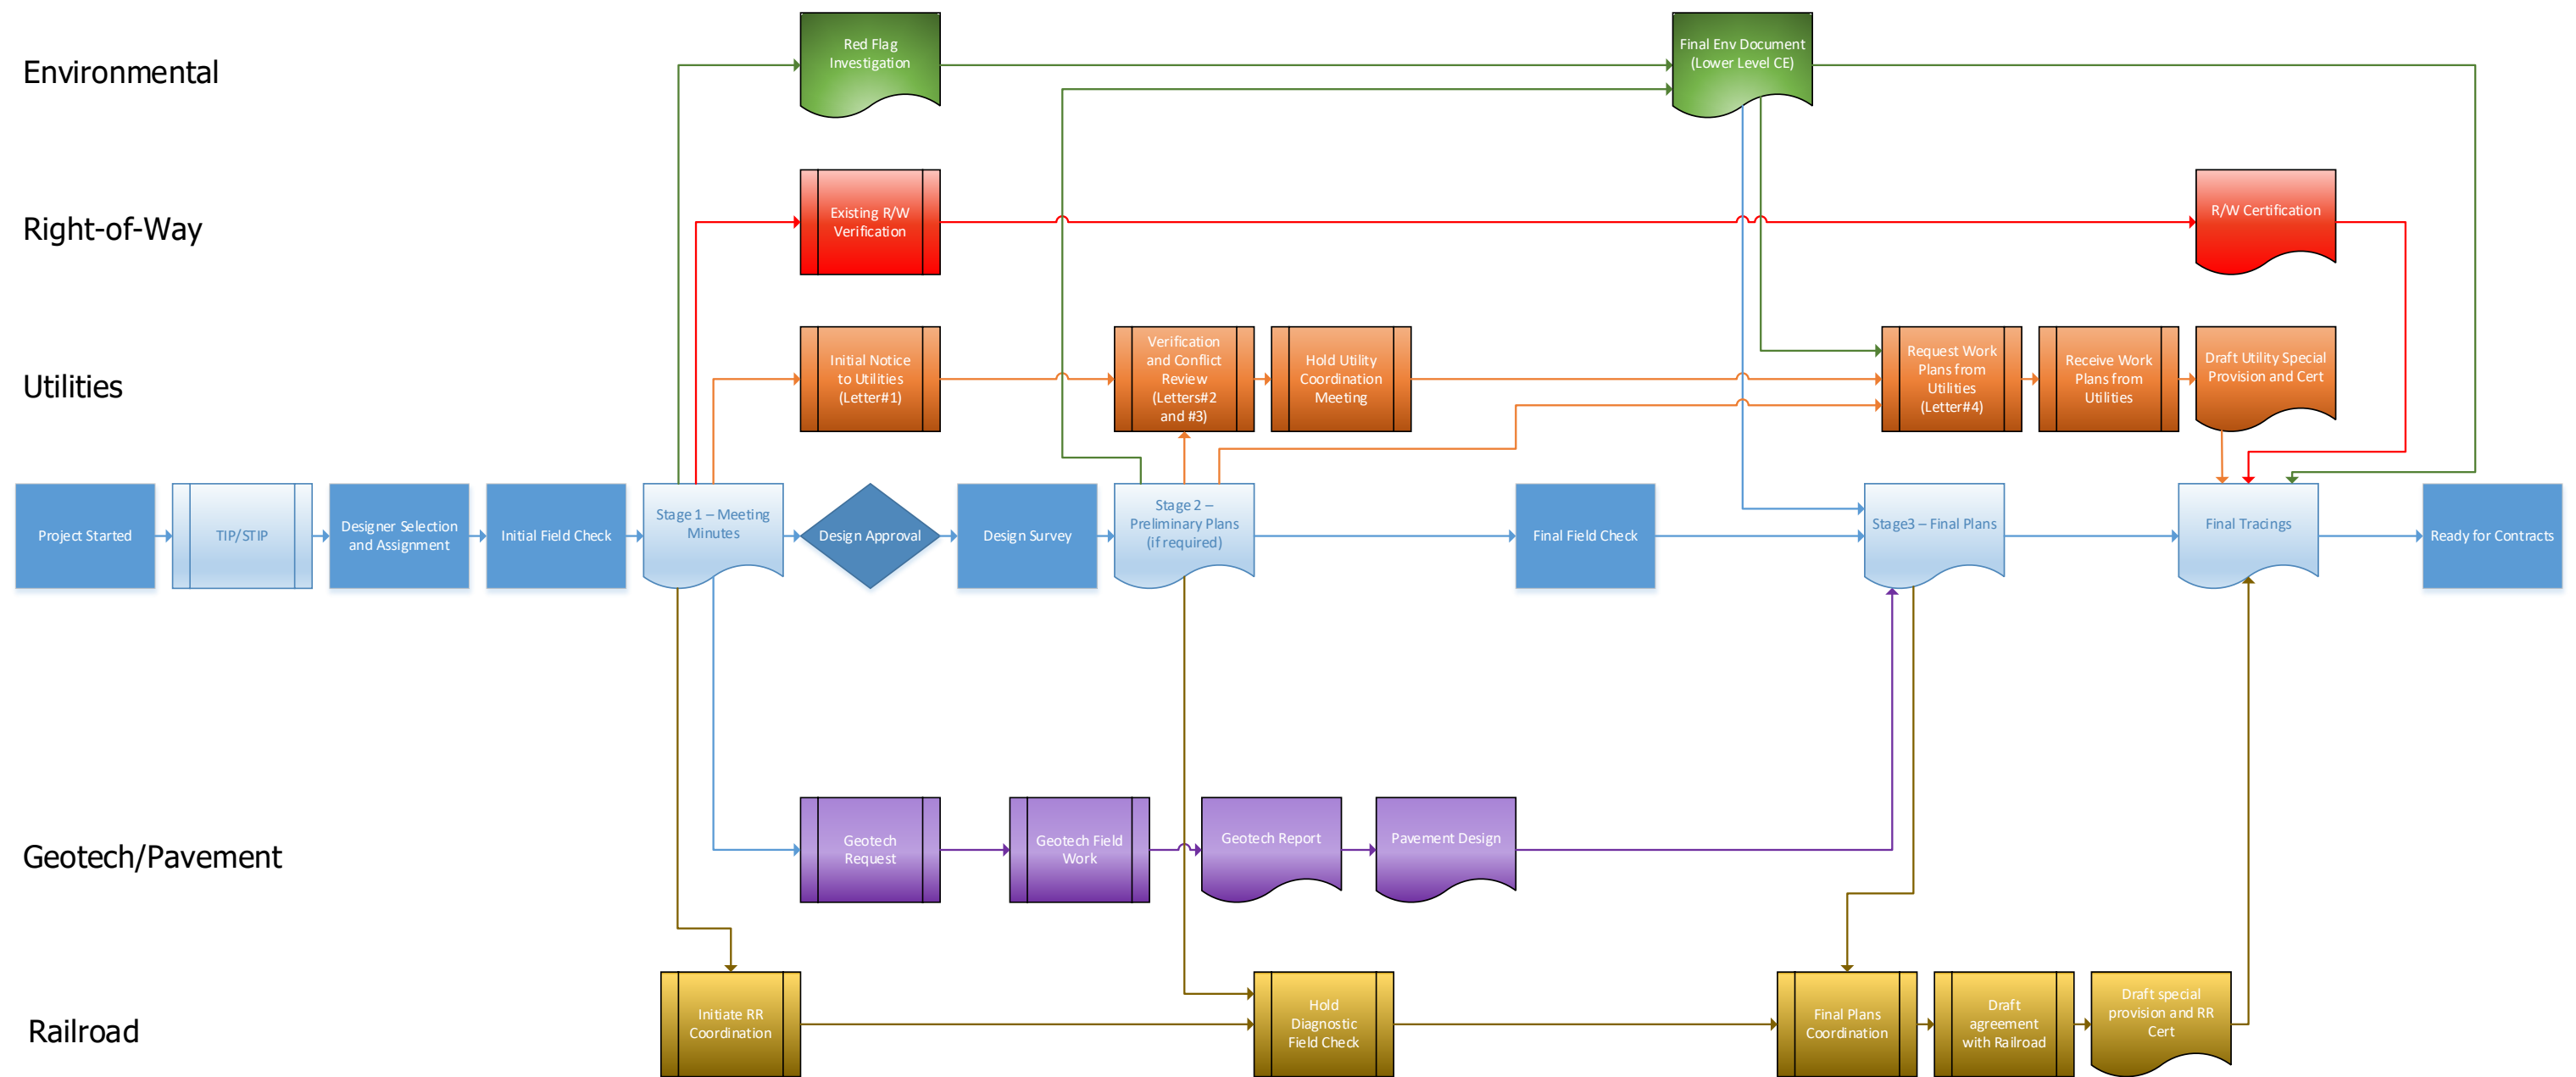 Environmental
Red Flag
Investigation
Final Env Document
(Lower Level CE)
Right-of-Way
Existing R/W
Verification
R/W Certification
Utilities
Initial Notice
to Utilities
(Letter#1)
Verification
and Conflict
Review
(Letters#2
and #3)
Hold Utility
Coordination
Meeting
Request Work
Plans from
Utilities
(Letter#4)
Receive Work
Plans from
Utilities
Draft Utility Special
Provision and Cert
Project Started
TIP/STIP
Designer Selection
and Assignment
Initial Field Check
Stage 1 – Meeting
Minutes
Design Approval
Design Survey
Stage 2 –
Preliminary Plans
(if required)
Final Field Check
Stage3 – Final Plans
Final Tracings
Ready for Contracts
Geotech/Pavement
Geotech
Request
Geotech Field
Work
Geotech Report
Pavement Design
Railroad
Initiate RR
Coordination
Hold
Diagnostic
Field Check
Final Plans
Coordination
Draft
agreement
with Railroad
Draft special
provision and RR
Cert